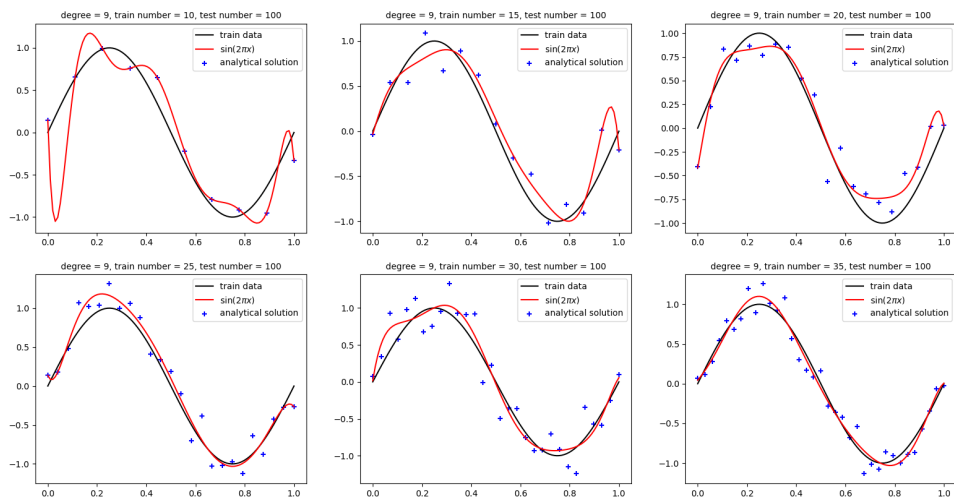 degree = 9, train number = 10, test number = 100
1.0
0.5
0.0
−0.5
−1.0
0.0 0.2 0.4 0.6 0.8 1.0
train data
sin(2πx)
analytical solution
degree = 9, train number = 15, test number = 100
1.0
0.5
0.0
−0.5
−1.0
0.0 0.2 0.4 0.6 0.8 1.0
train data
sin(2πx)
analytical solution
degree = 9, train number = 20, test number = 100
1.00
0.75
0.50
0.25
0.00
−0.25
−0.50
−0.75
−1.00
0.0 0.2 0.4 0.6 0.8 1.0
train data
sin(2πx)
analytical solution
degree = 9, train number = 25, test number = 100
1.0
0.5
0.0
−0.5
−1.0
0.0 0.2 0.4 0.6 0.8 1.0
train data
sin(2πx)
analytical solution
degree = 9, train number = 30, test number = 100
1.0
0.5
0.0
−0.5
−1.0
0.0 0.2 0.4 0.6 0.8 1.0
train data
sin(2πx)
analytical solution
degree = 9, train number = 35, test number = 100
1.0
0.5
0.0
−0.5
−1.0
0.0 0.2 0.4 0.6 0.8 1.0
train data
sin(2πx)
analytical solution